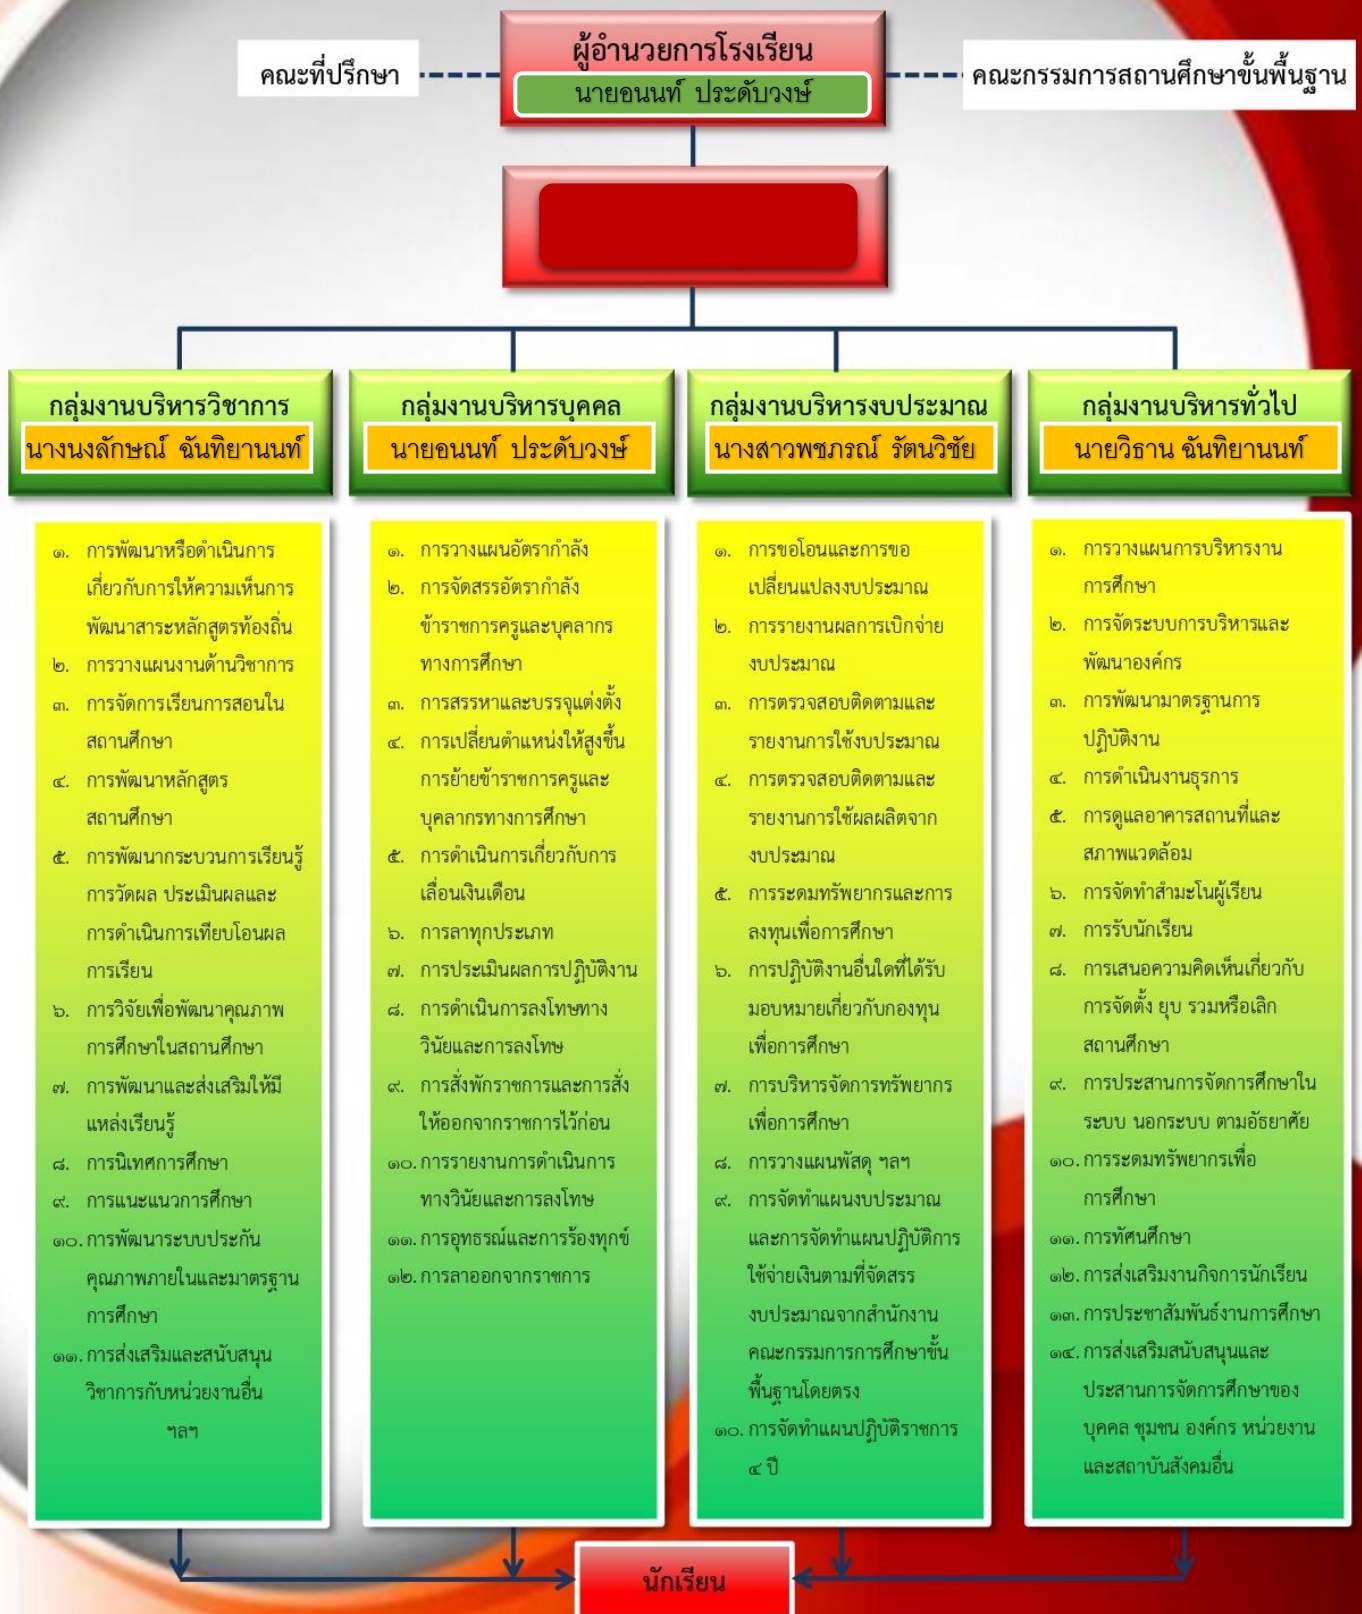 คณะที่ปรึกษา
ผู้อำนวยการโรงเรียน
นายอนนท์ ประดับวงษ์
คณะกรรมการสถานศึกษาขั้นพื้นฐาน
กลุ่มงานบริหารวิชาการ
นางนงลักษณ์ ฉันทิยานนท์
๑. การพัฒนาหรือดำเนินการ
เกี่ยวกับการให้ความเห็นการ
พัฒนาสาระหลักสูตรท้องถิ่น
๒. การวางแผนงานด้านวิชาการ
๓. การจัดการเรียนการสอนใน
สถานศึกษา
๔. การพัฒนาหลักสูตร
สถานศึกษา
๕. การพัฒนากระบวนการเรียนรู้
การวัดผล ประเมินผลและ
การดำเนินการเทียบโอนผล
การเรียน
๖. การวิจัยเพื่อพัฒนาคุณภาพ
การศึกษาในสถานศึกษา
๗. การพัฒนาและส่งเสริมให้มี
แหล่งเรียนรู้
๘. การนิเทศการศึกษา
๙. การแนะแนวการศึกษา
๑๐. การพัฒนาระบบประกัน
คุณภาพภายในและมาตรฐาน
การศึกษา
๑๑. การส่งเสริมและสนับสนุน
วิชาการกับหน่วยงานอื่น
ฯลฯ
กลุ่มงานบริหารบุคคล
นายอนนท์ ประดับวงษ์
๑. การวางแผนอัตรากำลัง
๒. การจัดสรรอัตรากำลัง
ข้าราชการครูและบุคลากร
ทางการศึกษา
๓. การสรรหาและบรรจุแต่งตั้ง
๔. การเปลี่ยนตำแหน่งให้สูงขึ้น
การย้ายข้าราชการครูและ
บุคลากรทางการศึกษา
๕. การดำเนินการเกี่ยวกับการ
เลื่อนเงินเดือน
๖. การลาทุกประเภท
๗. การประเมินผลการปฏิบัติงาน
๘. การดำเนินการลงโทษทาง
วินัยและการลงโทษ
๙. การสั่งพักราชการและการสั่ง
ให้ออกจากราชการไว้ก่อน
๑๐. การรายงานการดำเนินการ
ทางวินัยและการลงโทษ
๑๑. การอุทธรณ์และการร้องทุกข์
๑๒. การลาออกจากราชการ
กลุ่มงานบริหารงบประมาณ
นางสาวพชภรณ์ รัตนวิชัย
๑. การขอโอนและการขอ
เปลี่ยนแปลงงบประมาณ
๒. การรายงานผลการเบิกจ่าย
งบประมาณ
๓. การตรวจสอบติดตามและ
รายงานการใช้งบประมาณ
๔. การตรวจสอบติดตามและ
รายงานการใช้ผลผลิตจาก
งบประมาณ
๕. การระดมทรัพยากรและการ
ลงทุนเพื่อการศึกษา
๖. การปฏิบัติงานอื่นใดที่ได้รับ
มอบหมายเกี่ยวกับกองทุน
เพื่อการศึกษา
๗. การบริหารจัดการทรัพยากร
เพื่อการศึกษา
๘. การวางแผนพัสดุ ฯลฯ
๙. การจัดทำแผนงบประมาณ
และการจัดทำแผนปฏิบัติการ
ใช้จ่ายเงินตามที่จัดสรร
งบประมาณจากสำนักงาน
คณะกรรมการการศึกษาขั้น
พื้นฐานโดยตรง
๑๐. การจัดทำแผนปฏิบัติราชการ
๔ ปี
กลุ่มงานบริหารทั่วไป
นายวิธาน ฉันทิยานนท์
๑. การวางแผนการบริหารงาน
การศึกษา
๒. การจัดระบบการบริหารและ
พัฒนาองค์กร
๓. การพัฒนามาตรฐานการ
ปฏิบัติงาน
๔. การดำเนินงานธุรการ
๕. การดูแลอาคารสถานที่และ
สภาพแวดล้อม
๖. การจัดทำสำมะโนผู้เรียน
๗. การรับนักเรียน
๘. การเสนอความคิดเห็นเกี่ยวกับ
การจัดตั้ง ยุบ รวมหรือเลิก
สถานศึกษา
๙. การประสานการจัดการศึกษาใน
ระบบ นอกระบบ ตามอัธยาศัย
๑๐. การระดมทรัพยากรเพื่อ
การศึกษา
๑๑. การทัศนศึกษา
๑๒. การส่งเสริมงานกิจการนักเรียน
๑๓. การประชาสัมพันธ์งานการศึกษา
๑๔. การส่งเสริมสนับสนุนและ
ประสานการจัดการศึกษาของ
บุคคล ชุมชน องค์กร หน่วยงาน
และสถาบันสังคมอื่น
นักเรียน